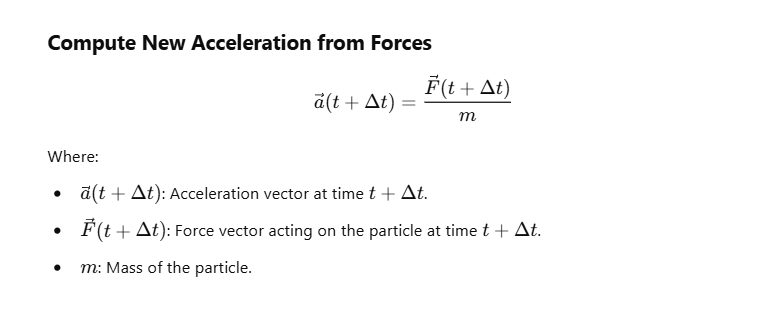 Compute New Acceleration from Forces
$\vec{a}(t + \Delta t) = \frac{\vec{F}(t + \Delta t)}{m}$
Where:
• $\vec{a}(t + \Delta t)$: Acceleration vector at time $t + \Delta t$.
• $\vec{F}(t + \Delta t)$: Force vector acting on the particle at time $t + \Delta t$.
• $m$: Mass of the particle.